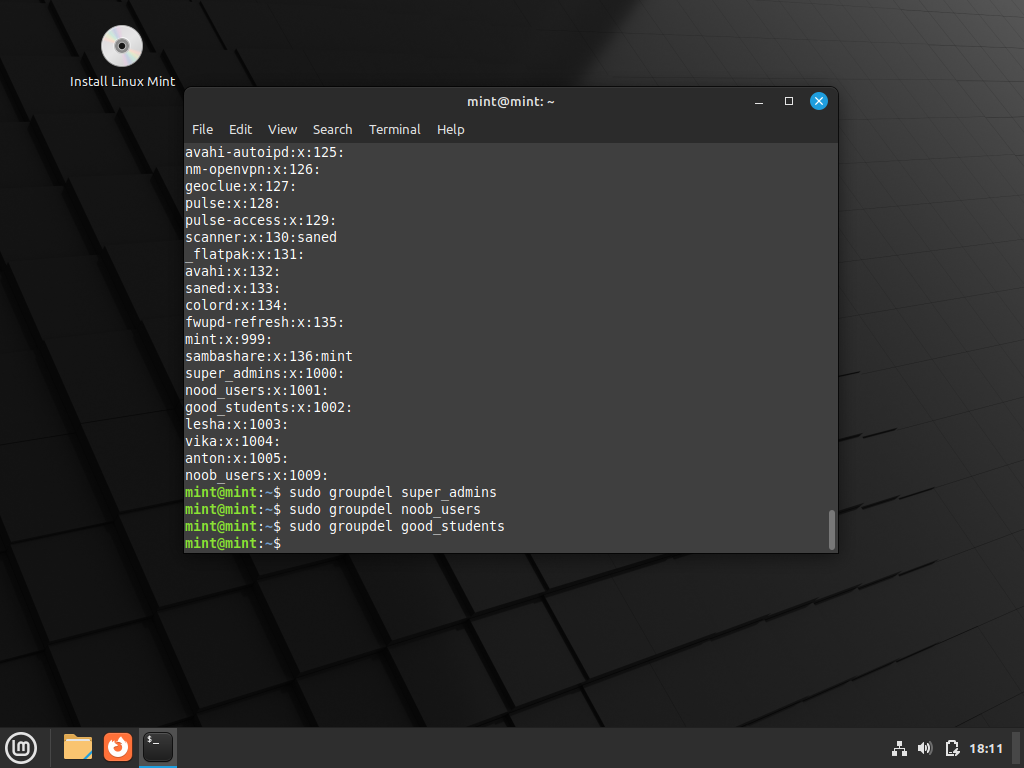 Install Linux Mint
mint@mint: ~
File Edit View Search Terminal Help
avahi-autoipd:x:125:
nm-openvpn:x:126:
geoclue:x:127:
pulse:x:128:
pulse-access:x:129:
scanner:x:130:saned
_flatpak:x:131:
avahi:x:132:
saned:x:133:
colord:x:134:
fwupd-refresh:x:135:
mint:x:999:
sambashare:x:136:mint
super_admins:x:1000:
nood_users:x:1001:
good_students:x:1002:
lesha:x:1003:
vika:x:1004:
anton:x:1005:
noob_users:x:1009:
mint@mint:~$ sudo groupdel super_admins
mint@mint:~$ sudo groupdel noob_users
mint@mint:~$ sudo groupdel good_students
mint@mint:~$
$_
18:11